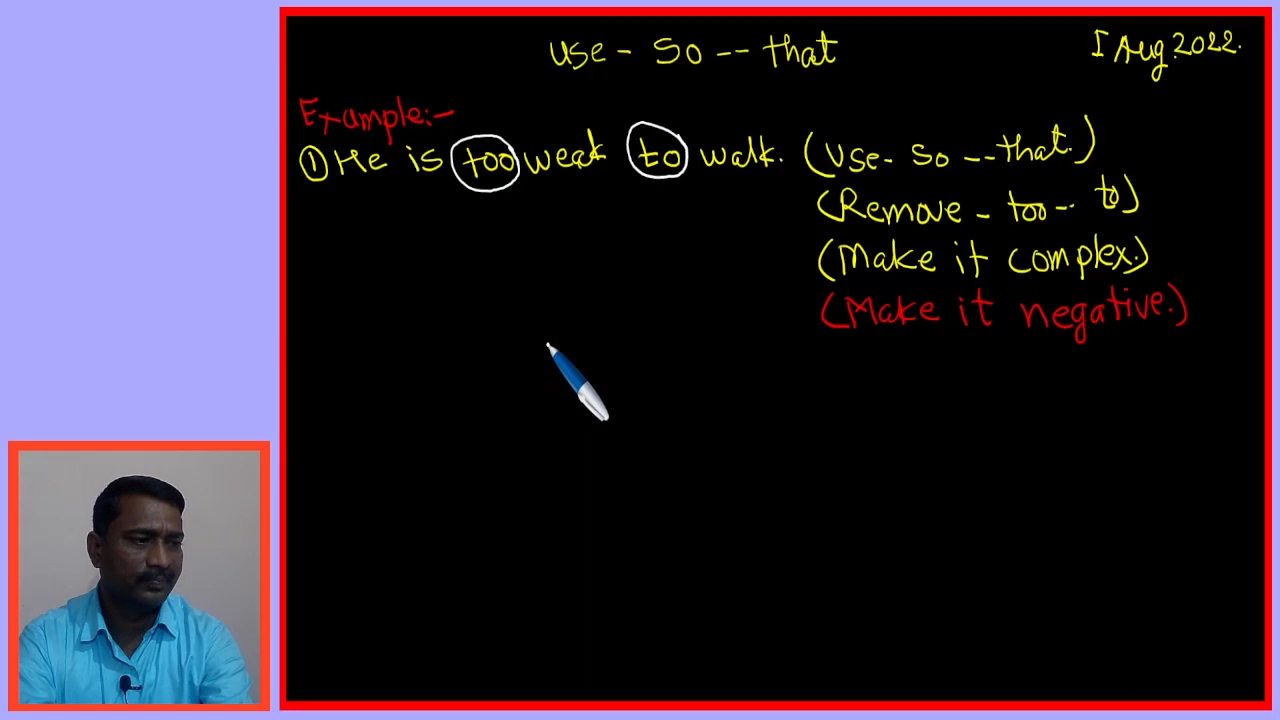 Use - So -- that
I Aug. 2022.
Example:-
① He is too weak to walk. (Use - So -- that.)
(Remove - too -- to)
(Make it complex.)
(Make it negative.)